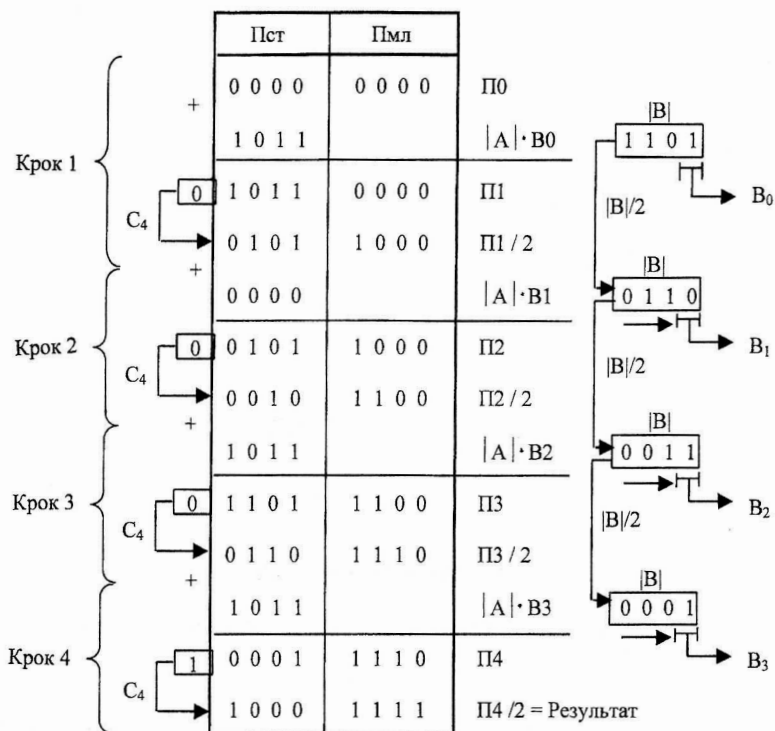 Пст Пмл
0 0 0 0 0 0 0 0 П0
+
1 0 1 1 |A|·B0
|B|
1 1 0 1
B₀
Крок 1
0 1 0 1 1 0 0 0 0 П1
C₄
|B|/2
0 1 0 1 1 0 0 0 П1 / 2
+
0 0 0 0 |A|·B1
|B|
0 1 1 0
B₁
Крок 2
0 0 1 0 1 1 0 0 0 П2
C₄
|B|/2
0 0 1 0 1 1 0 0 П2 / 2
+
1 0 1 1 |A|·B2
|B|
0 0 1 1
B₂
Крок 3
0 1 1 0 1 1 1 0 0 П3
C₄
|B|/2
0 1 1 0 1 1 1 0 П3 / 2
+
1 0 1 1 |A|·B3
|B|
0 0 0 1
B₃
Крок 4
1 0 0 0 1 1 1 1 0 П4
C₄
1 0 0 0 1 1 1 1 П4 /2 = Результат